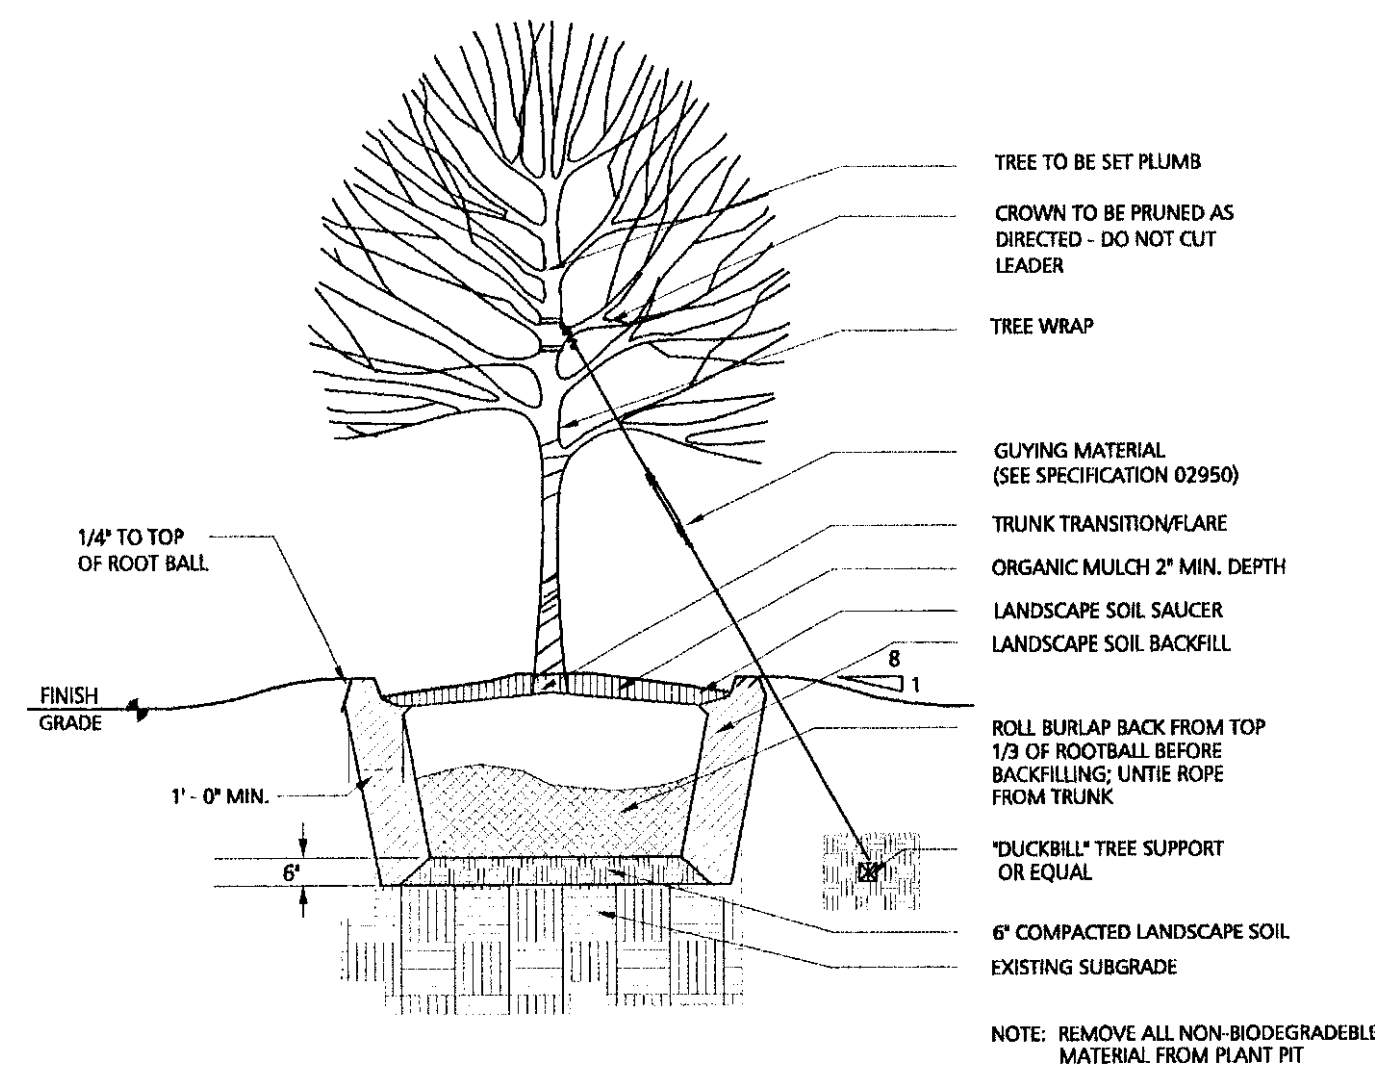 TREE TO BE SET PLUMB
CROWN TO BE PRUNED AS
DIRECTED - DO NOT CUT
LEADER
TREE WRAP
GUYING MATERIAL
(SEE SPECIFICATION 02950)
TRUNK TRANSITION/FLARE
ORGANIC MULCH 2" MIN. DEPTH
LANDSCAPE SOIL SAUCER
LANDSCAPE SOIL BACKFILL
8
1
ROLL BURLAP BACK FROM TOP
1/3 OF ROOTBALL BEFORE
BACKFILLING; UNTIE ROPE
FROM TRUNK
"DUCKBILL" TREE SUPPORT
OR EQUAL
6" COMPACTED LANDSCAPE SOIL
EXISTING SUBGRADE
NOTE: REMOVE ALL NON-BIODEGRADEBLE
MATERIAL FROM PLANT PIT
1/4" TO TOP
OF ROOT BALL
FINISH
GRADE
1' - 0" MIN.
6"